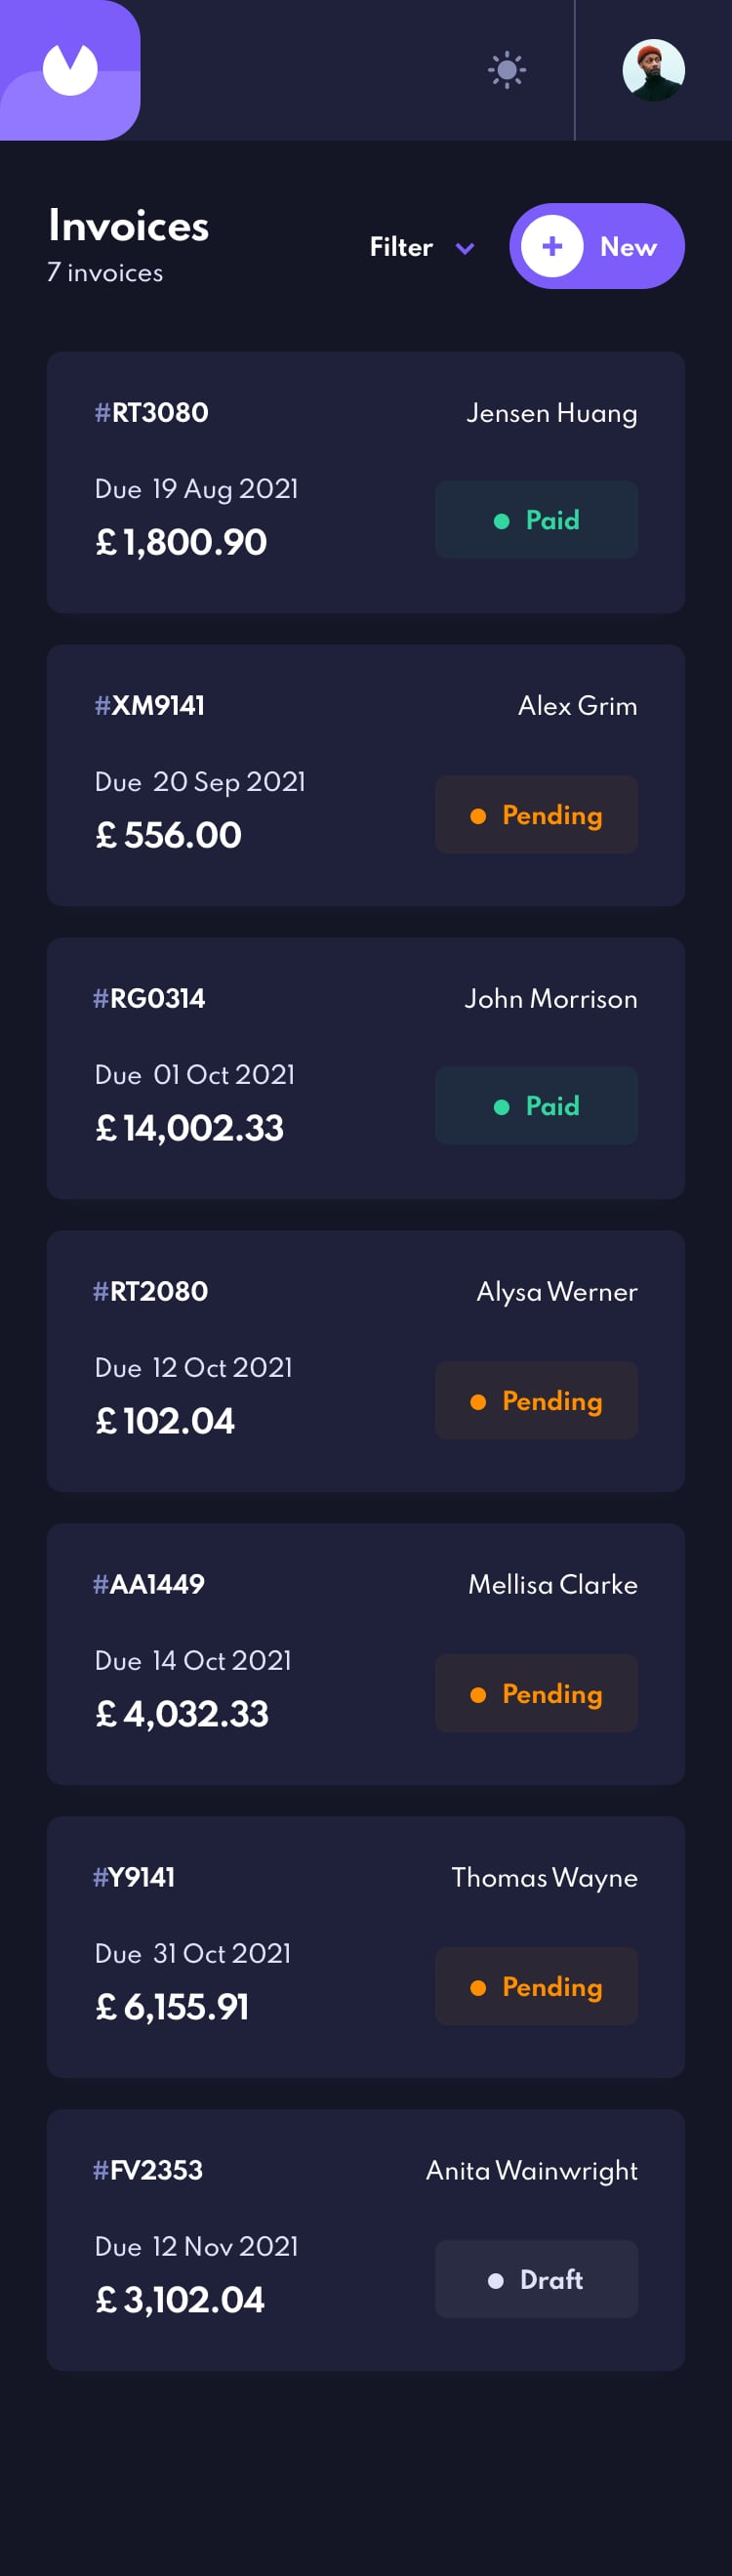 Invoices
7 invoices
Filter
+ New
#RT3080
Jensen Huang
Due 19 Aug 2021
£ 1,800.90
Paid
#XM9141
Alex Grim
Due 20 Sep 2021
£ 556.00
Pending
#RG0314
John Morrison
Due 01 Oct 2021
£ 14,002.33
Paid
#RT2080
Alysa Werner
Due 12 Oct 2021
£ 102.04
Pending
#AA1449
Mellisa Clarke
Due 14 Oct 2021
£ 4,032.33
Pending
#Y9141
Thomas Wayne
Due 31 Oct 2021
£ 6,155.91
Pending
#FV2353
Anita Wainwright
Due 12 Nov 2021
£ 3,102.04
Draft